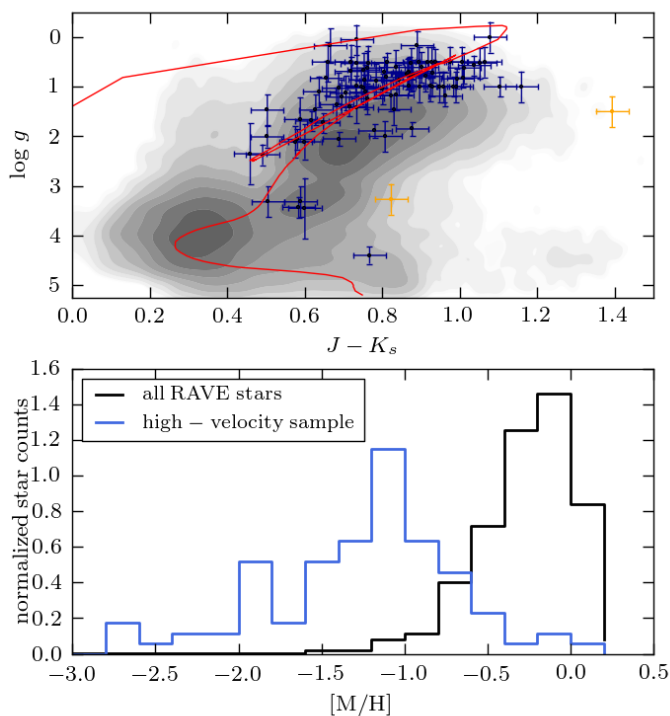 0
1
2
3
4
5
log g
0.0 0.2 0.4 0.6 0.8 1.0 1.2 1.4
J − Kₛ
1.6
1.4
1.2
1.0
0.8
0.6
0.4
0.2
0.0
normalized star counts
all RAVE stars
high − velocity sample
−3.0 −2.5 −2.0 −1.5 −1.0 −0.5 0.0 0.5
[M/H]